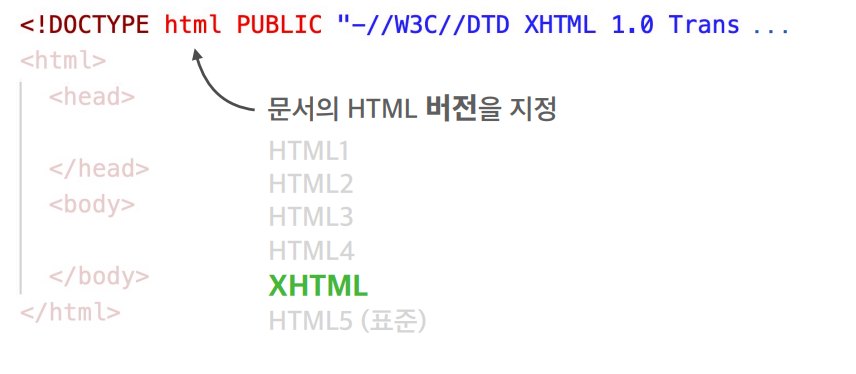 <!DOCTYPE html PUBLIC "-//W3C//DTD XHTML 1.0 Trans ...
<html>
<head>
문서의 HTML 버전을 지정
HTML1
</head>
HTML2
<body>
HTML3
HTML4
</body>
XHTML
</html>
HTML5 (표준)